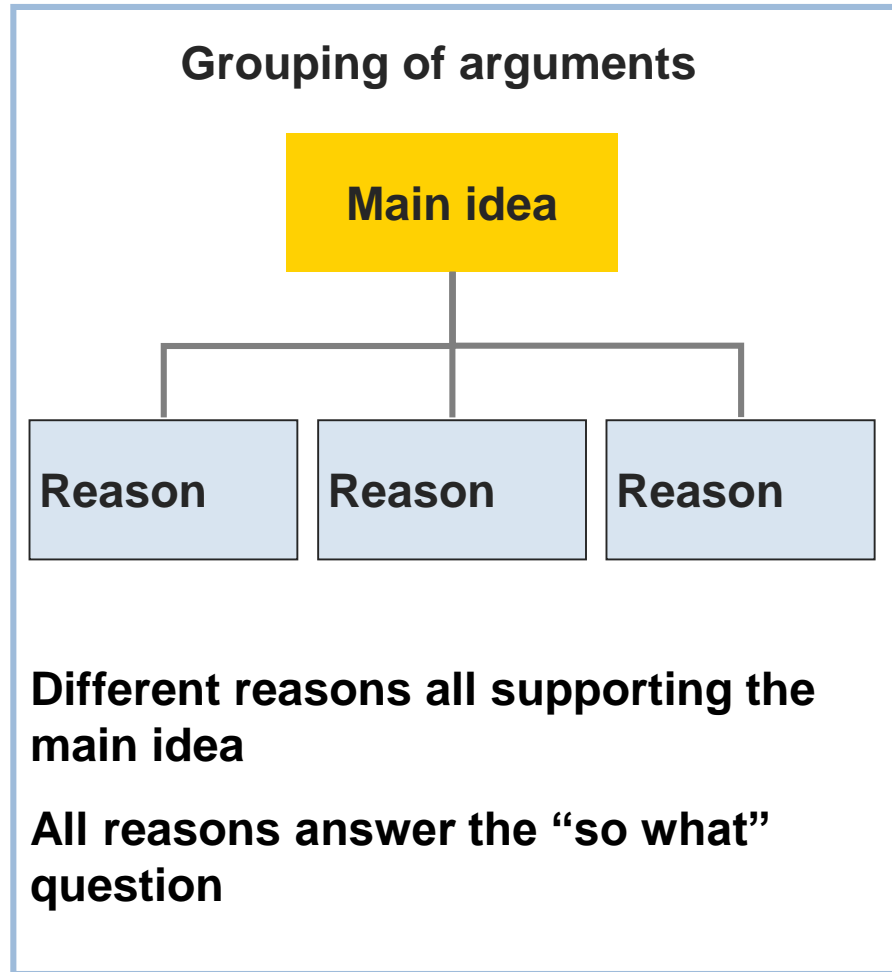 Grouping of arguments
Main idea
Reason
Reason
Reason
Different reasons all supporting the
main idea
All reasons answer the “so what”
question